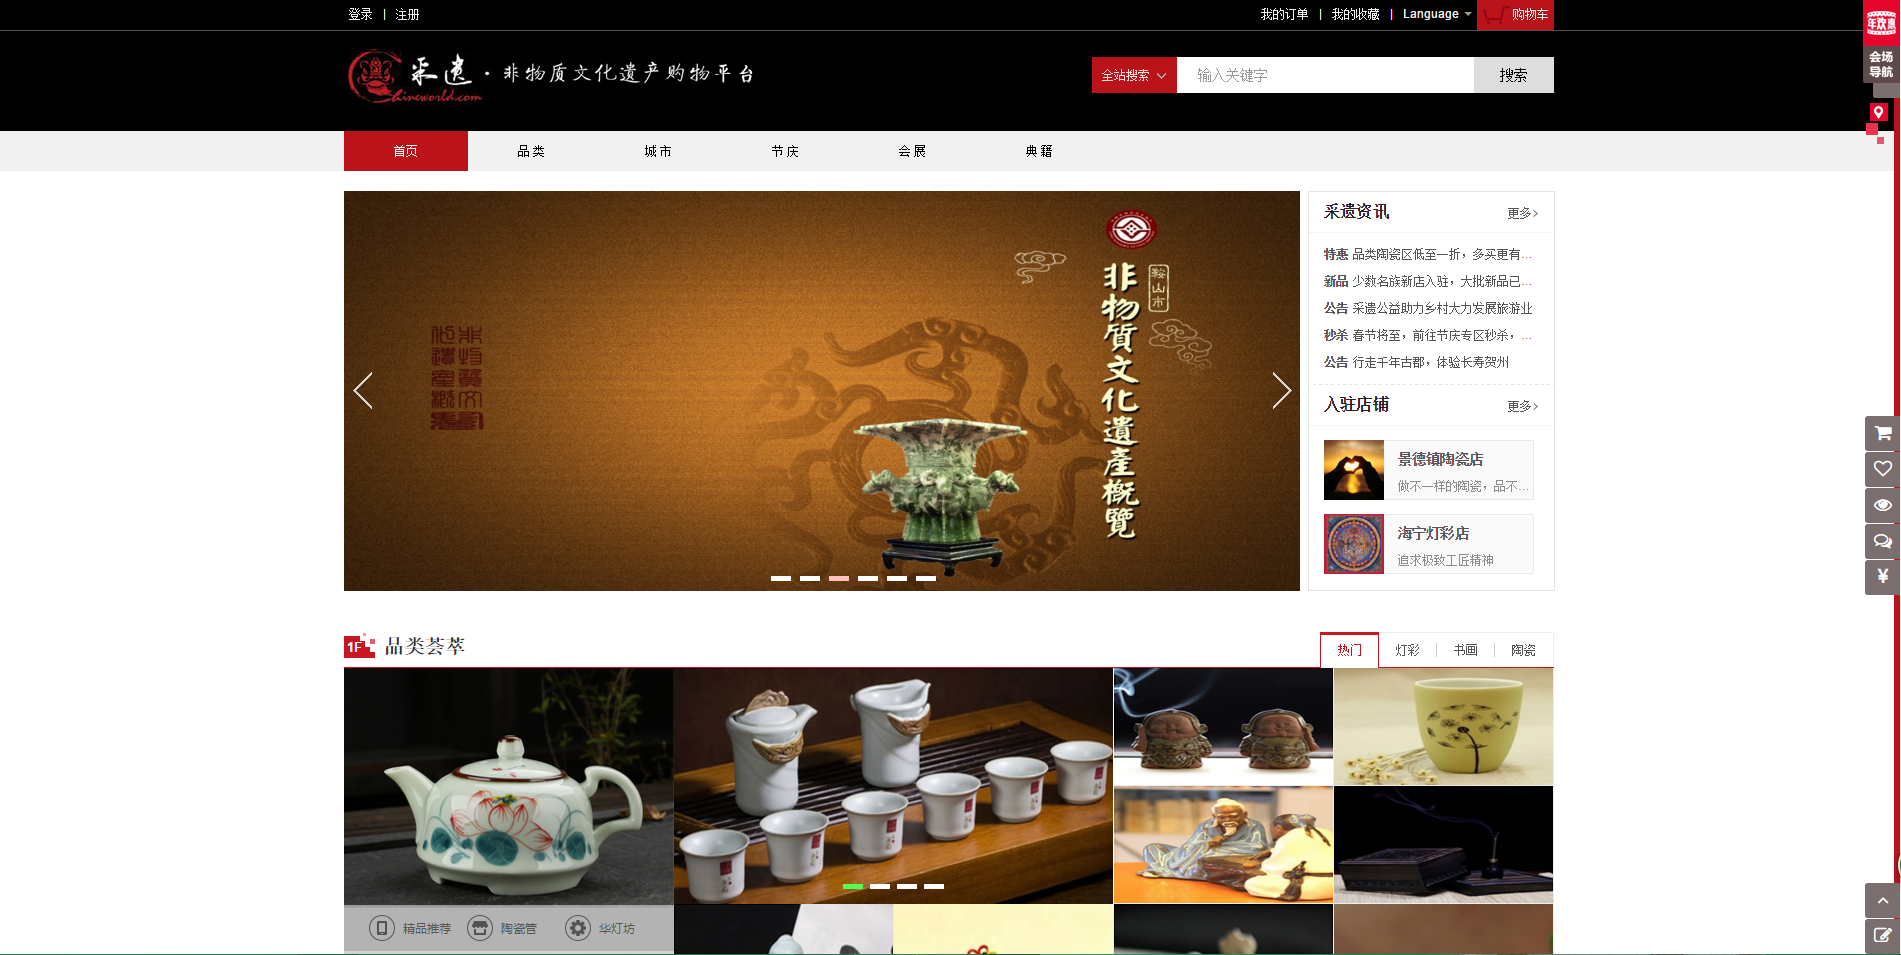 登录 | 注册
我的订单 | 我的收藏 | Language 购物车
采遗·非物质文化遗产购物平台
Chineworld.com
全站搜索 输入关键字 搜索
年欢惠
会场
导航
首页 品类 城市 节庆 会展 典籍
鞍山市
非物質文化遺產概覽
采遗资讯 更多>
特惠 品类陶瓷区低至一折，多买更有...
新品 少数名族新店入驻，大批新品已...
公告 采遗公益助力乡村大力发展旅游业
秒杀 春节将至，前往节庆专区秒杀，...
公告 行走千年古郡，体验长寿贺州
入驻店铺 更多>
景德镇陶瓷店
做不一样的陶瓷，品不...
海宁灯彩店
追求极致工匠精神
¥
1F 品类荟萃
热门 灯彩 书画 陶瓷
精品推荐 陶瓷管 华灯坊